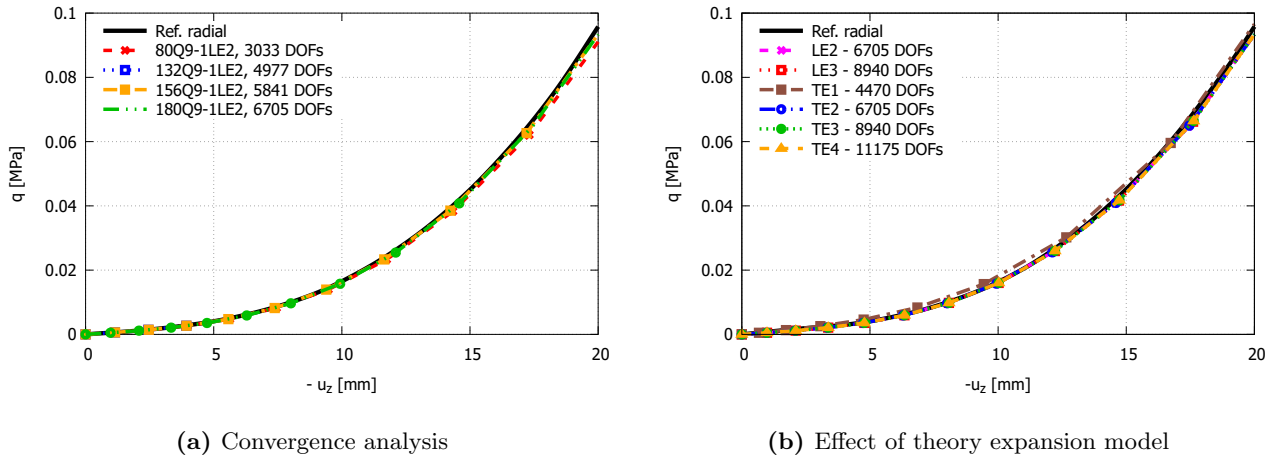 0.1
0.08
0.06
0.04
0.02
0
q [MPa]
Ref. radial
80Q9-1LE2, 3033 DOFs
132Q9-1LE2, 4977 DOFs
156Q9-1LE2, 5841 DOFs
180Q9-1LE2, 6705 DOFs
0 5 10 15 20
- uz [mm]
(a) Convergence analysis
0.1
0.08
0.06
0.04
0.02
0
q [MPa]
Ref. radial
LE2 - 6705 DOFs
LE3 - 8940 DOFs
TE1 - 4470 DOFs
TE2 - 6705 DOFs
TE3 - 8940 DOFs
TE4 - 11175 DOFs
0 5 10 15 20
-uz [mm]
(b) Effect of theory expansion model